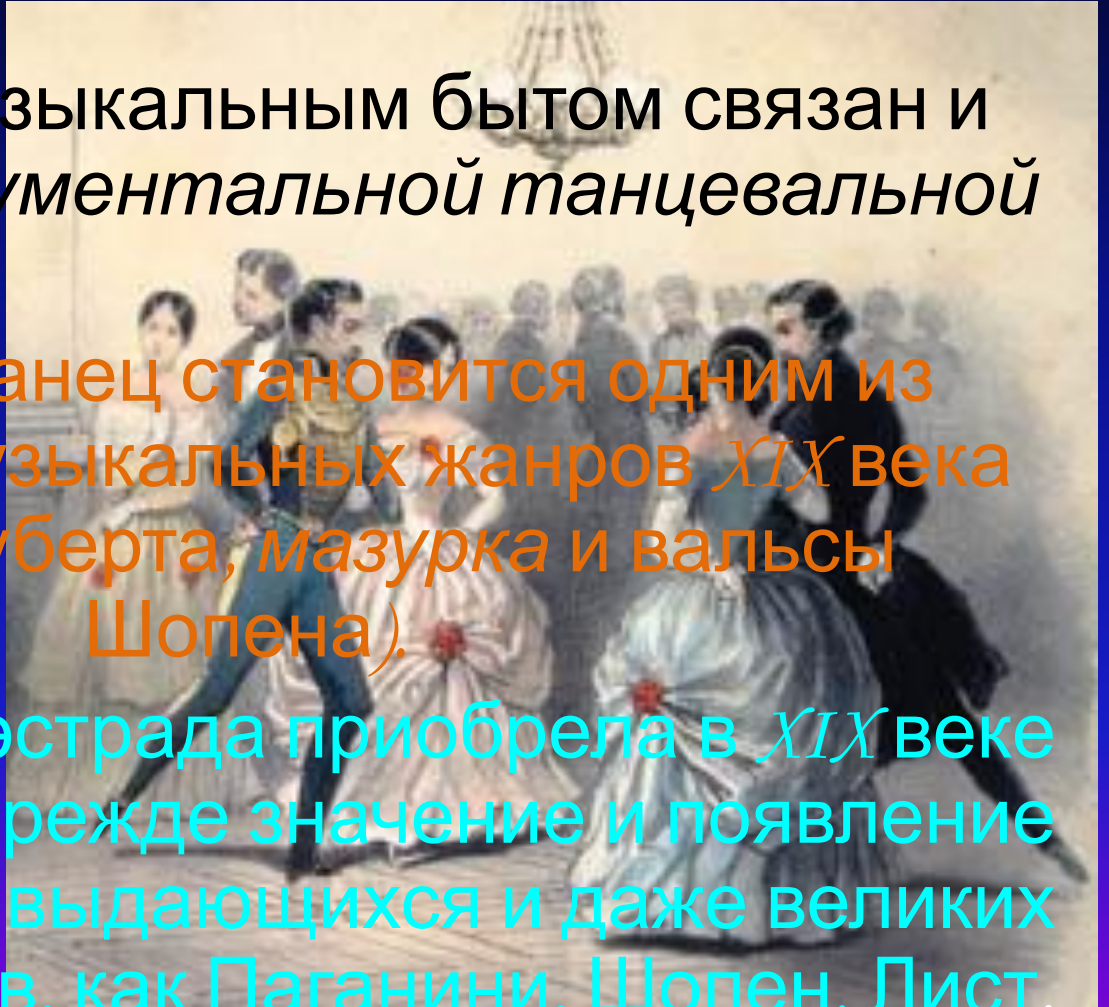 зыкальным бытом связан и
ументальной танцевальной
анец становится одним из
узыкальных жанров XIX века
уберта, мазурка и вальсы
Шопена).
эстрада приобрела в XIX веке
режде значение и появление
выдающихся и даже великих
в, как Паганини, Шопен, Лист